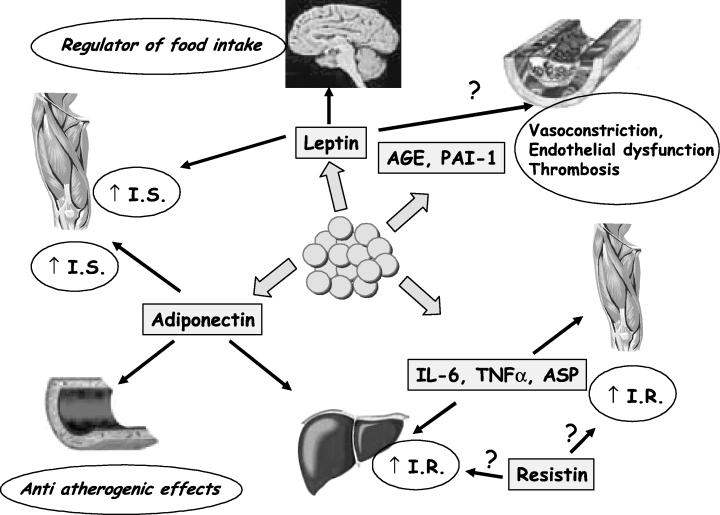 Regulator of food intake
?
Leptin
AGE, PAI-1
Vasoconstriction,
Endothelial dysfunction
Thrombosis
↑ I.S.
↑ I.S.
Adiponectin
IL-6, TNFα, ASP
↑ I.R.
?
↑ I.R.
?
Resistin
Anti atherogenic effects